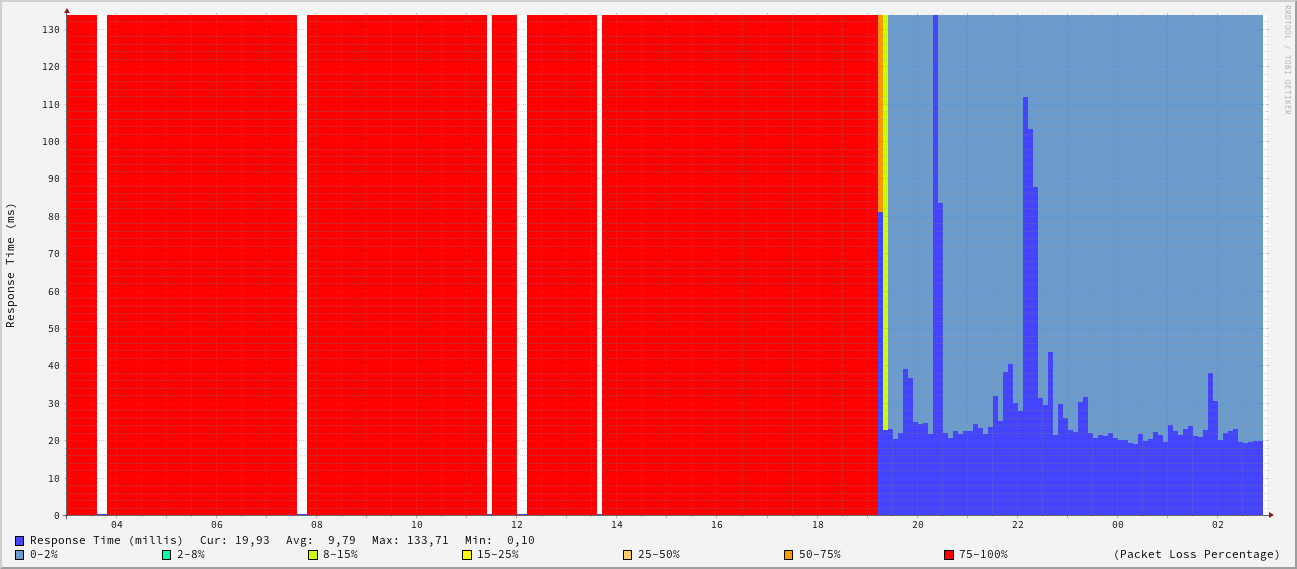 RRDTOOL / TOBI OETIKER
Response Time (ms)
130
120
110
100
90
80
70
60
50
40
30
20
10
0
04 06 08 10 12 14 16 18 20 22 00 02
Response Time (millis) Cur: 19,93 Avg: 9,79 Max: 133,71 Min: 0,10
0-2% 2-8% 8-15% 15-25% 25-50% 50-75% 75-100% (Packet Loss Percentage)